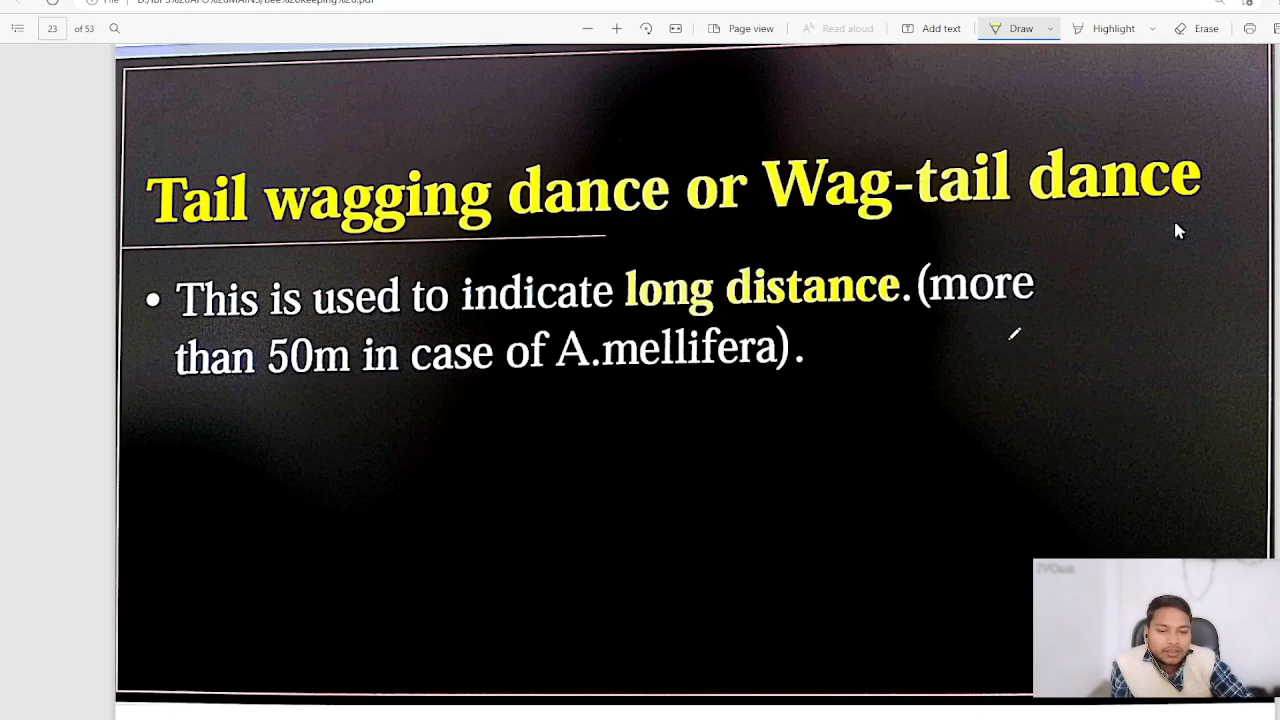 23 of 53
Page view
Read aloud
Add text
Draw
Highlight
Erase
Tail wagging dance or Wag-tail dance
• This is used to indicate long distance.(more
than 50m in case of A.mellifera).